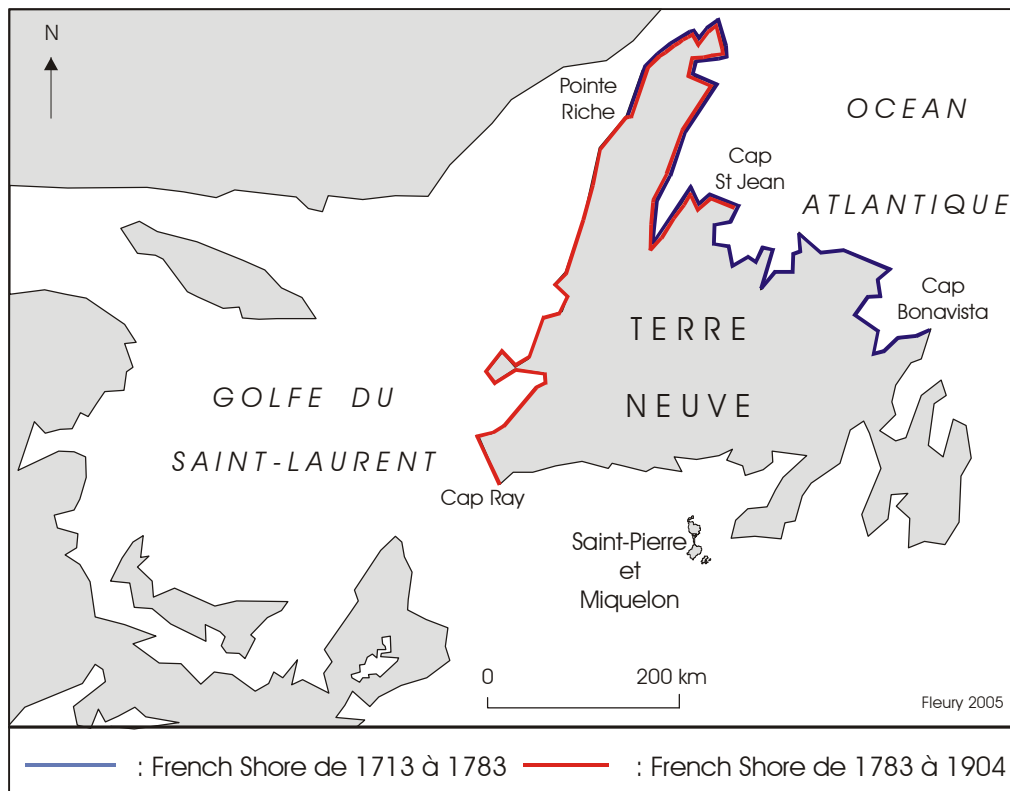 N
Pointe
Riche
OCEAN
Cap
St Jean
ATLANTIQUE
Cap
Bonavista
TERRE
NEUVE
GOLFE DU
SAINT-LAURENT
Cap Ray
Saint-Pierre
et
Miquelon
0 200 km
Fleury 2005
: French Shore de 1713 à 1783 : French Shore de 1783 à 1904